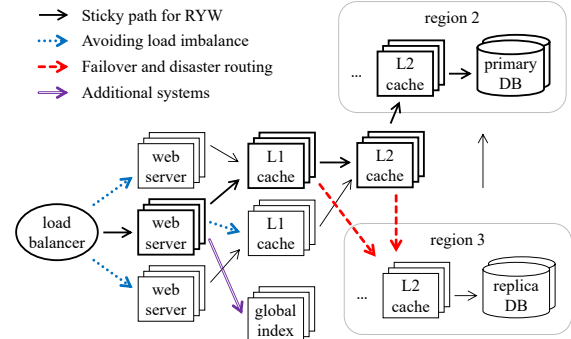 Sticky path for RYW
Avoiding load imbalance
Failover and disaster routing
Additional systems
region 2
...
L2
cache
primary
DB
web
server
L1
cache
L2
cache
load
balancer
web
server
L1
cache
web
server
global
index
region 3
...
L2
cache
replica
DB